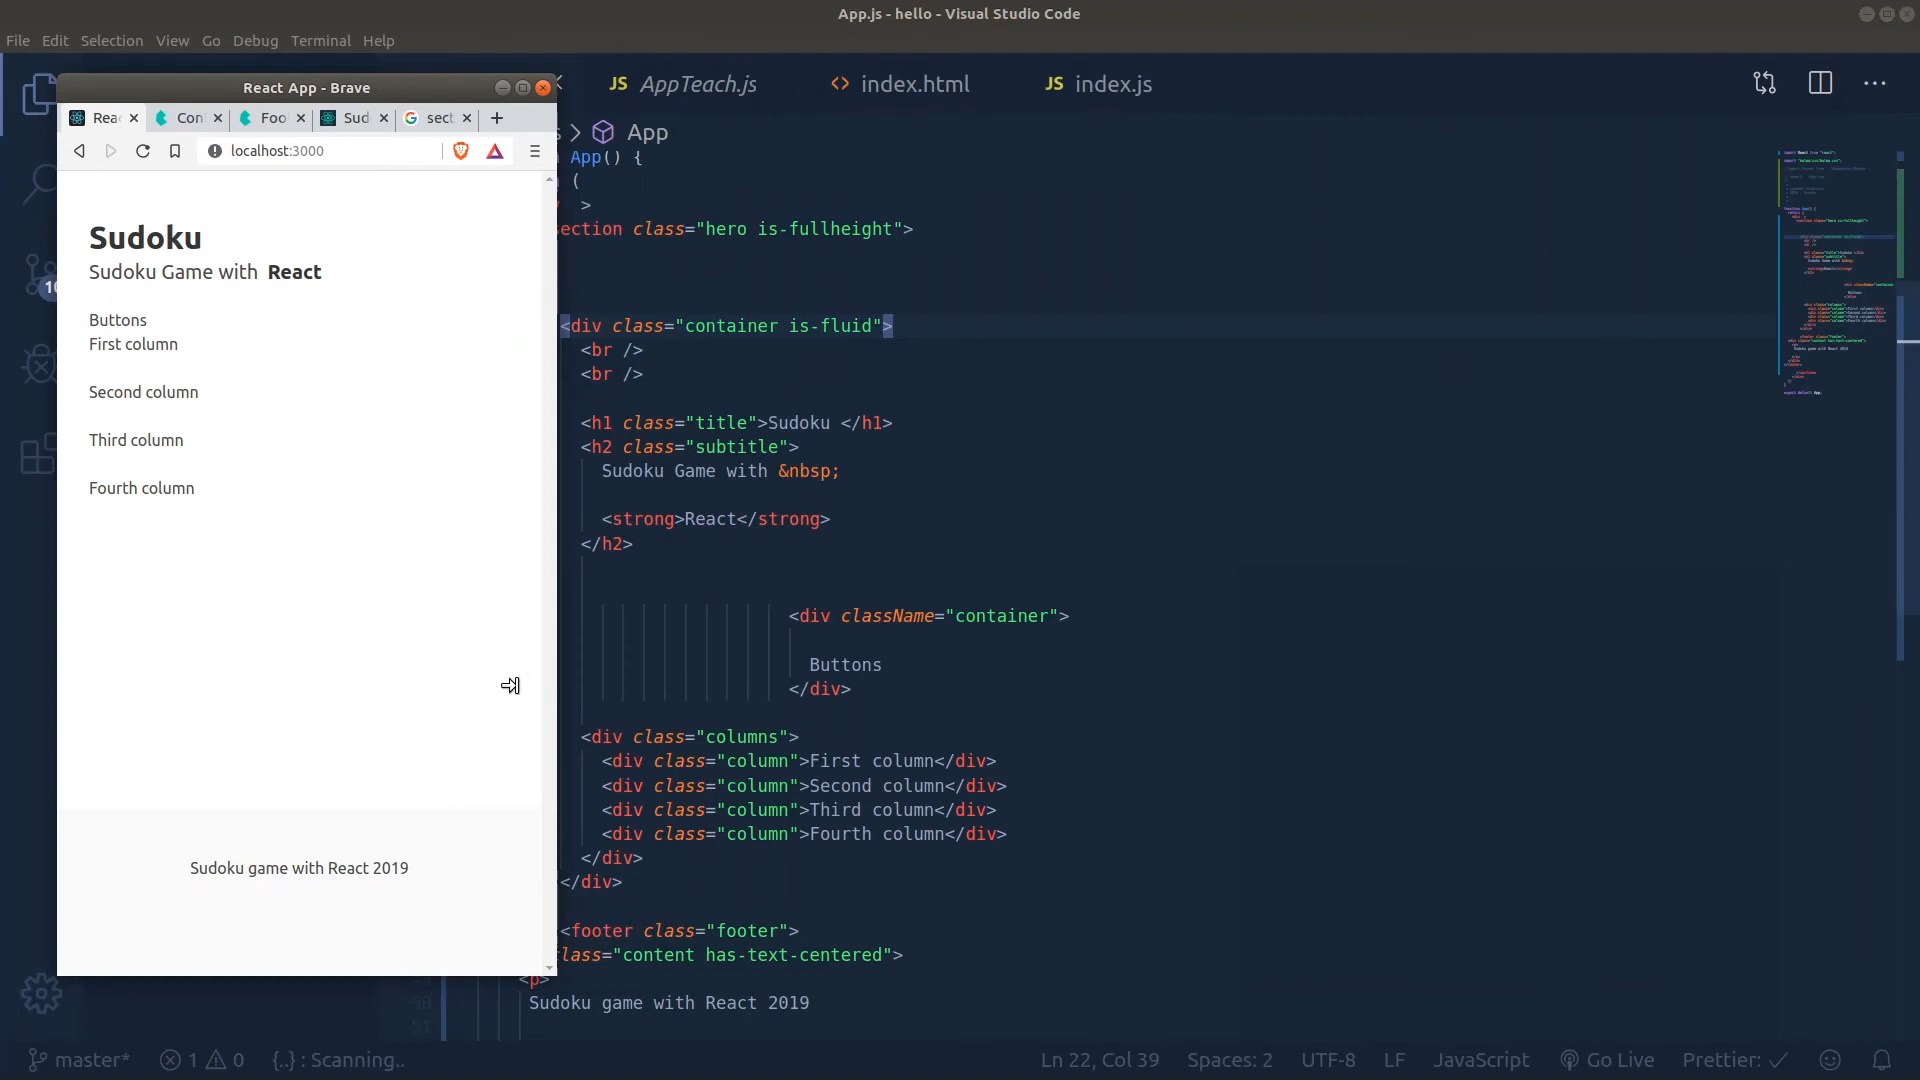 App.js - hello - Visual Studio Code
File Edit Selection View Go Debug Terminal Help
React App - Brave
JS AppTeach.js
<> index.html
JS index.js
Reac
Con
Foo
Sud
sect
localhost:3000
App
App() {
(
>
section class="hero is-fullheight">
Sudoku
Sudoku Game with React
Buttons
First column
Second column
Third column
Fourth column
Sudoku game with React 2019
<div class="container is-fluid">
<br />
<br />
<h1 class="title">Sudoku </h1>
<h2 class="subtitle">
Sudoku Game with &nbsp;
<strong>React</strong>
</h2>
<div className="container">
Buttons
</div>
<div class="columns">
<div class="column">First column</div>
<div class="column">Second column</div>
<div class="column">Third column</div>
<div class="column">Fourth column</div>
</div>
</div>
<footer class="footer">
lass="content has-text-centered">
<p>
50 Sudoku game with React 2019
51
master* 1 0 {..} : Scanning.. Ln 22, Col 39 Spaces: 2 UTF-8 LF JavaScript Go Live Prettier: ✓